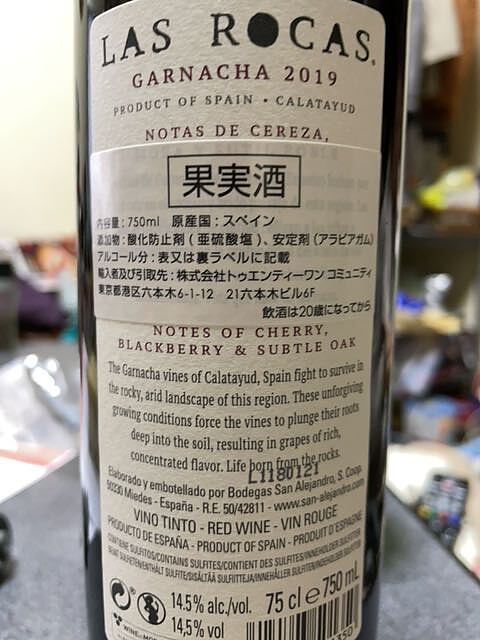 LAS ROCAS.
GARNACHA 2019
PRODUCT OF SPAIN • CALATAYUD
NOTAS DE CEREZA,
果実酒
内容量:750ml 原産国:スペイン
添加物:酸化防止剤(亜硫酸塩)、安定剤(アラビアガム)
アルコール分:表又は裏ラベルに記載
輸入者及び引取先:株式会社トゥエンティーワン コミュニティ
東京都港区六本木6-1-12 21六本木ビル6F
飲酒は20歳になってから
NOTES OF CHERRY,
BLACKBERRY & SUBTLE OAK
The Garnacha vines of Calatayud, Spain fight to survive in
the rocky, arid landscape of this region. These unforgiving
growing conditions force the vines to plunge their roots
deep into the soil, resulting in grapes of rich,
concentrated flavor. Life born from the rocks.
L1180121
Elaborado y embotellado por Bodegas San Alejandro, S. Coop.
50330 Miedes - España - R.E. 50/42811 - www.san-alejandro.com
VINO TINTO - RED WINE - VIN ROUGE
PRODUCTO DE ESPAÑA - PRODUCT OF SPAIN - PRODUIT D'ESPAGNE
CONTIENE SULFITOS/CONTAINS SULFITES/CONTIENT DES SULFITES/INNEHÅLLER SULFITER
14.5% alc./vol. 75 cl e 750 mL
14,5% vol